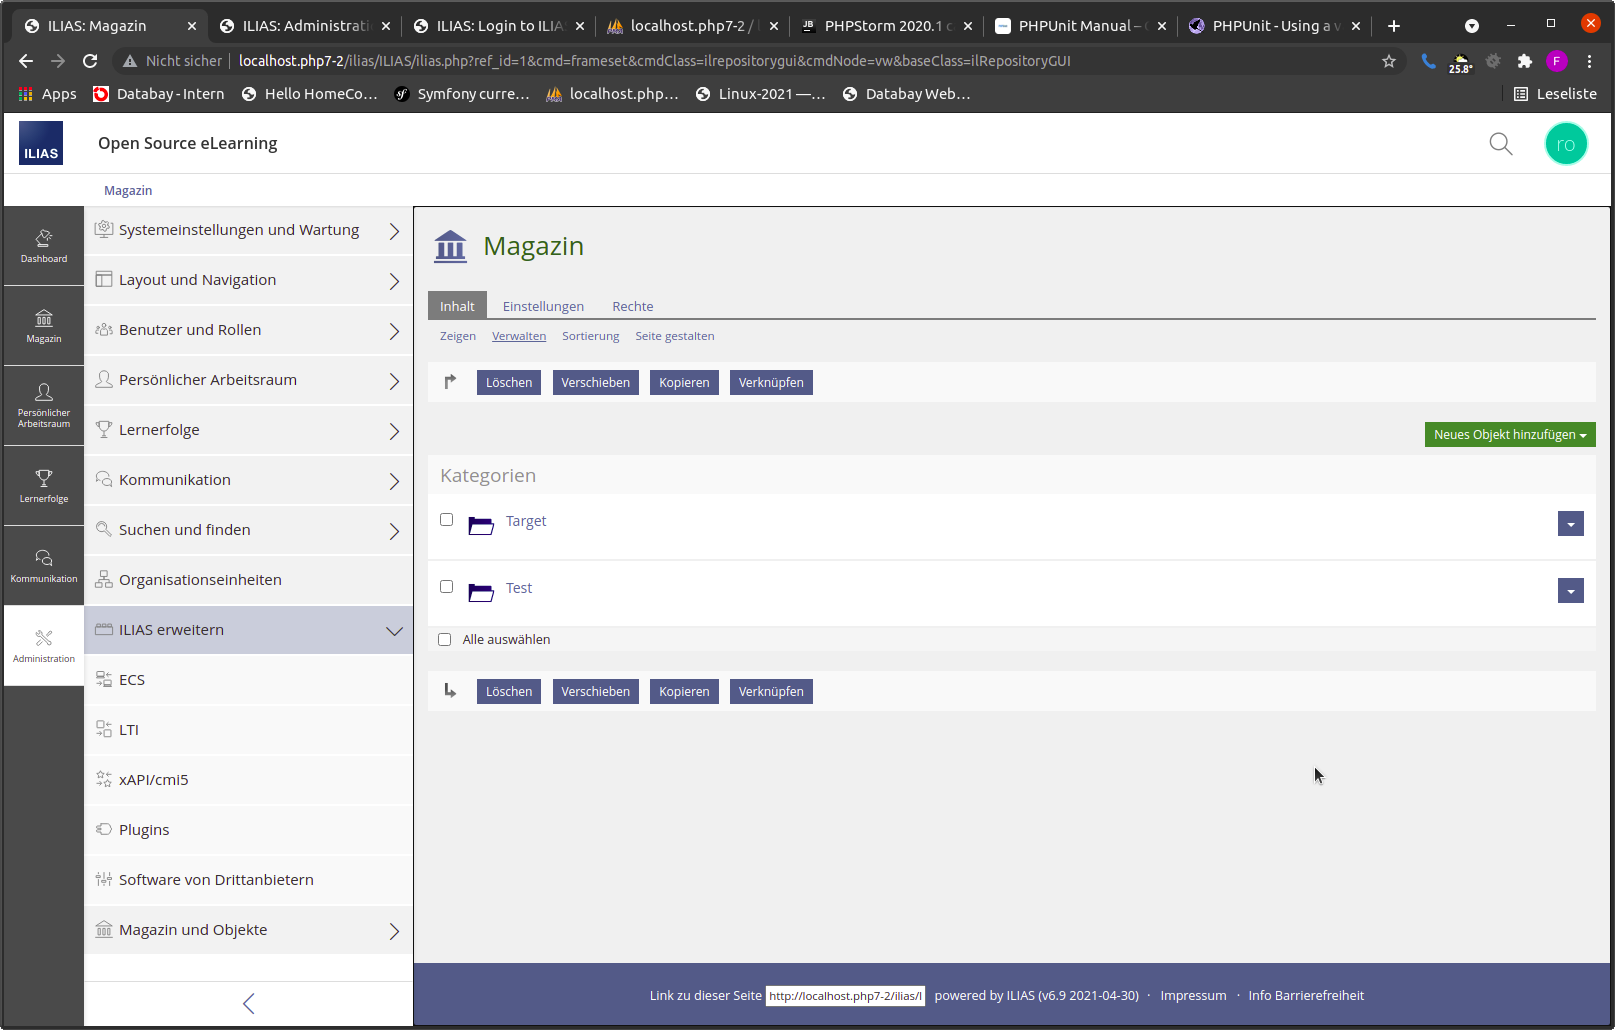 ILIAS: Magazin
ILIAS: Administrati
ILIAS: Login to ILIA
localhost.php7-2 / l
PHPStorm 2020.1 c
PHPUnit Manual –
PHPUnit - Using a v
Nicht sicher
localhost.php7-2/ilias/ILIAS/ilias.php?ref_id=1&cmd=frameset&cmdClass=ilrepositorygui&cmdNode=vw&baseClass=ilRepositoryGUI
25.8°
F
Apps
Databay - Intern
Hello HomeCo...
Symfony curre...
localhost.php...
Linux-2021 —...
Databay Web...
Leseliste
ILIAS
Open Source eLearning
ro
Magazin
Dashboard
Magazin
Persönlicher
Arbeitsraum
Lernerfolge
Kommunikation
Administration
Systemeinstellungen und Wartung
Layout und Navigation
Benutzer und Rollen
Persönlicher Arbeitsraum
Lernerfolge
Kommunikation
Suchen und finden
Organisationseinheiten
ILIAS erweitern
ECS
LTI
xAPI/cmi5
Plugins
Software von Drittanbietern
Magazin und Objekte
Magazin
Inhalt Einstellungen Rechte
Zeigen Verwalten Sortierung Seite gestalten
Löschen Verschieben Kopieren Verknüpfen
Neues Objekt hinzufügen
Kategorien
Target
Test
Alle auswählen
Löschen Verschieben Kopieren Verknüpfen
Link zu dieser Seite http://localhost.php7-2/ilias/I powered by ILIAS (v6.9 2021-04-30) · Impressum · Info Barrierefreiheit